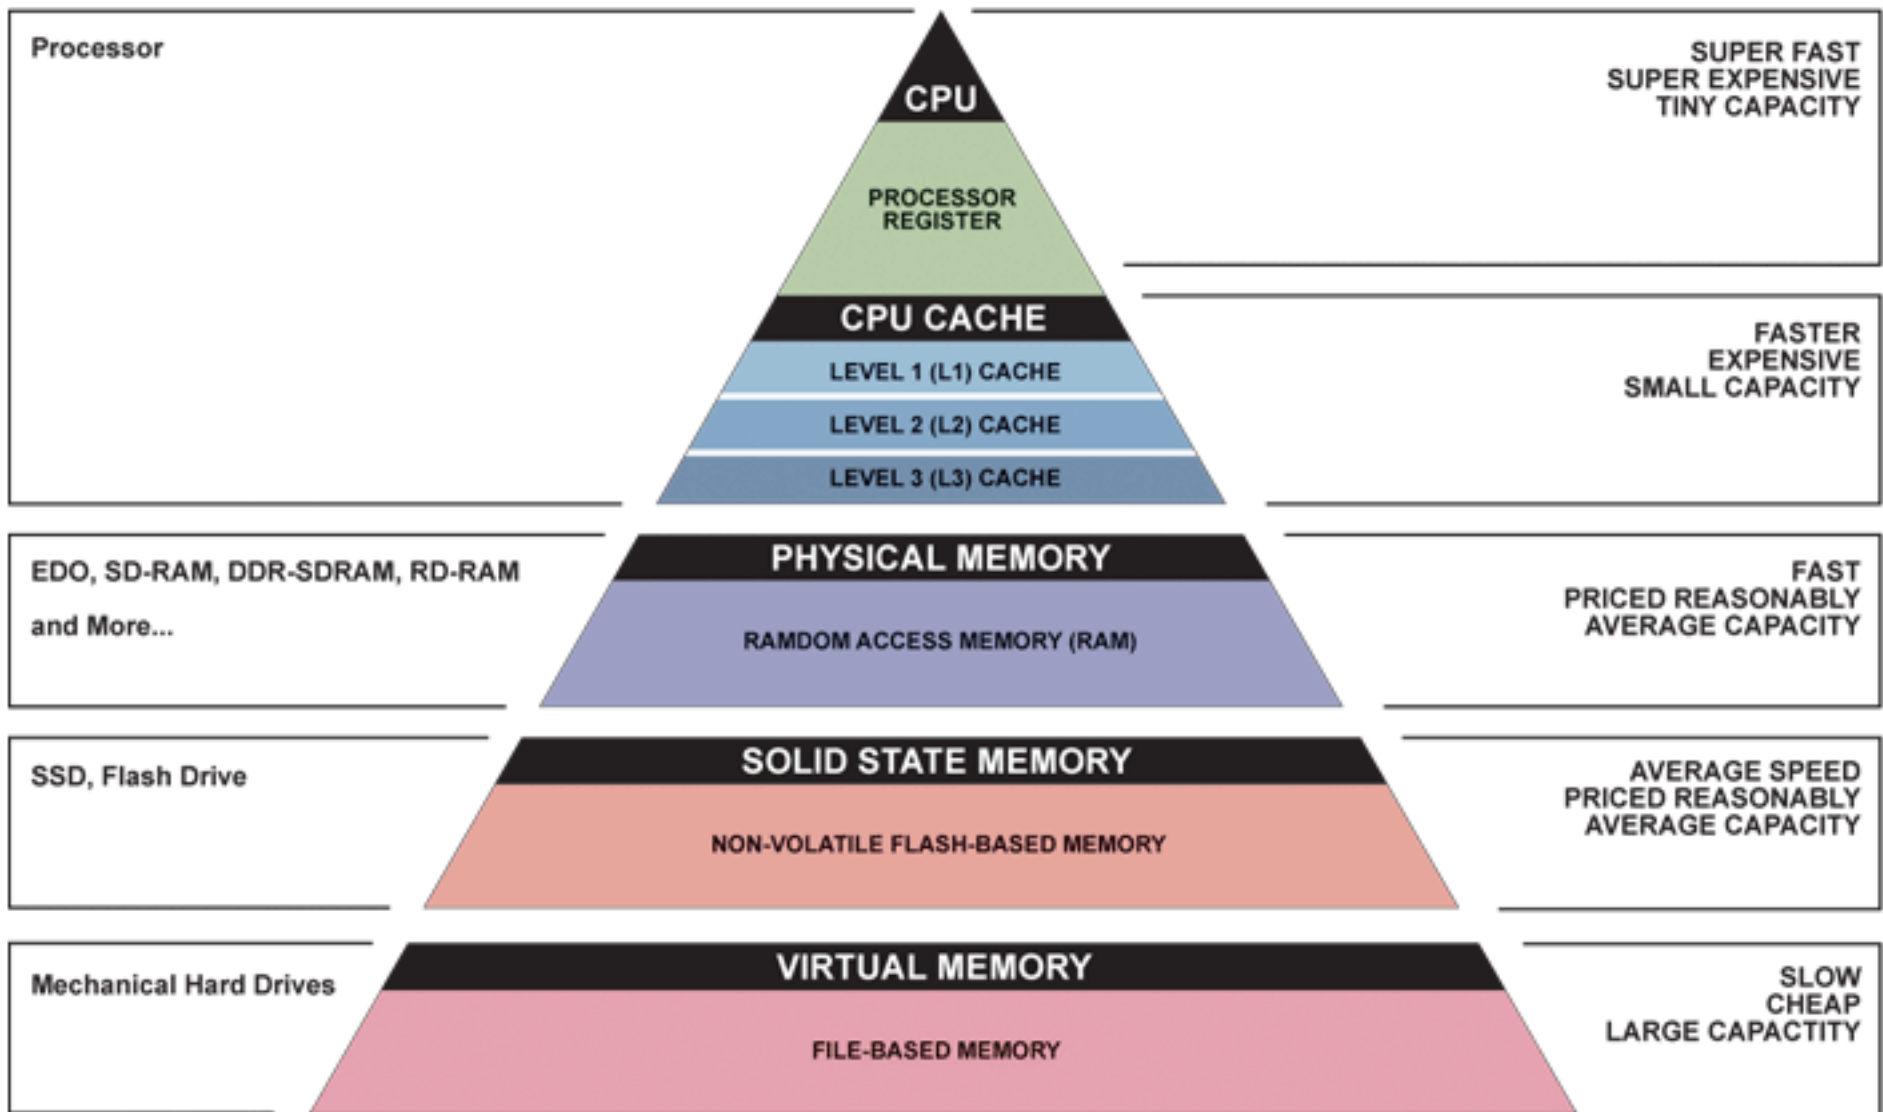 Processor
CPU
SUPER FAST
SUPER EXPENSIVE
TINY CAPACITY
PROCESSOR
REGISTER
CPU CACHE
LEVEL 1 (L1) CACHE
LEVEL 2 (L2) CACHE
LEVEL 3 (L3) CACHE
FASTER
EXPENSIVE
SMALL CAPACITY
EDO, SD-RAM, DDR-SDRAM, RD-RAM
and More...
PHYSICAL MEMORY
RAMDOM ACCESS MEMORY (RAM)
FAST
PRICED REASONABLY
AVERAGE CAPACITY
SSD, Flash Drive
SOLID STATE MEMORY
NON-VOLATILE FLASH-BASED MEMORY
AVERAGE SPEED
PRICED REASONABLY
AVERAGE CAPACITY
Mechanical Hard Drives
VIRTUAL MEMORY
FILE-BASED MEMORY
SLOW
CHEAP
LARGE CAPACTITY